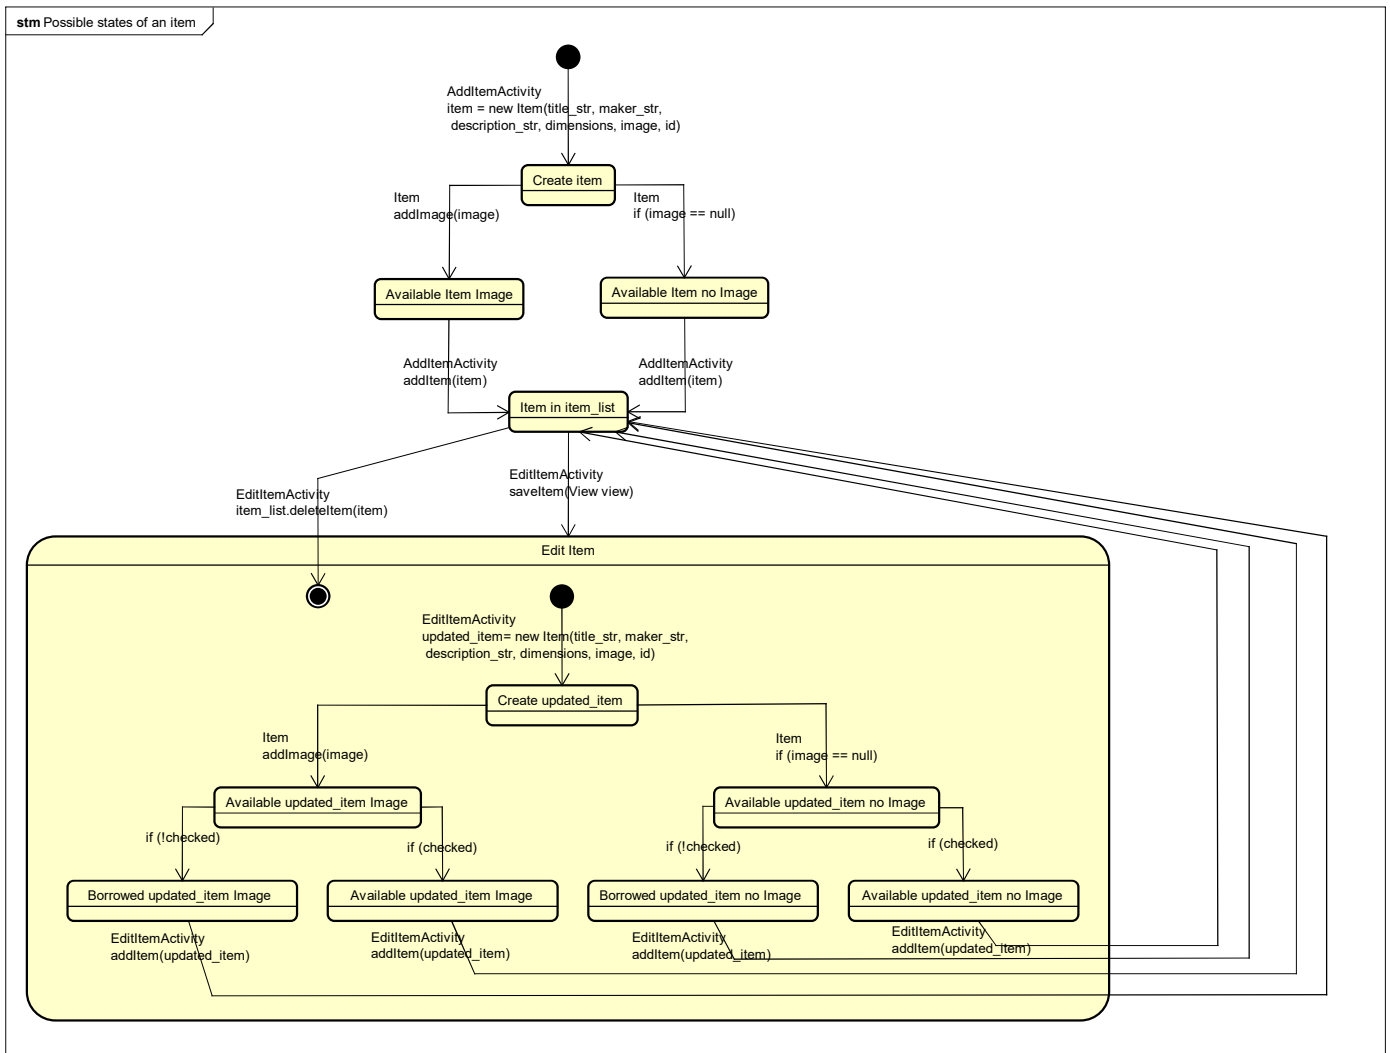 stm Possible states of an item
AddItemActivity
item = new Item(title_str, maker_str,
description_str, dimensions, image, id)
Create item
Item
addImage(image)
Item
if (image == null)
Available Item Image
Available Item no Image
AddItemActivity
addItem(item)
AddItemActivity
addItem(item)
Item in item_list
EditItemActivity
saveItem(View view)
EditItemActivity
item_list.deleteItem(item)
Edit Item
EditItemActivity
updated_item= new Item(title_str, maker_str,
description_str, dimensions, image, id)
Create updated_item
Item
addImage(image)
Item
if (image == null)
Available updated_item Image
Available updated_item no Image
if (!checked)
if (checked)
if (!checked)
if (checked)
Borrowed updated_item Image
Available updated_item Image
Borrowed updated_item no Image
Available updated_item no Image
EditItemActivity
addItem(updated_item)
EditItemActivity
addItem(updated_item)
EditItemActivity
addItem(updated_item)
EditItemActivity
addItem(updated_item)